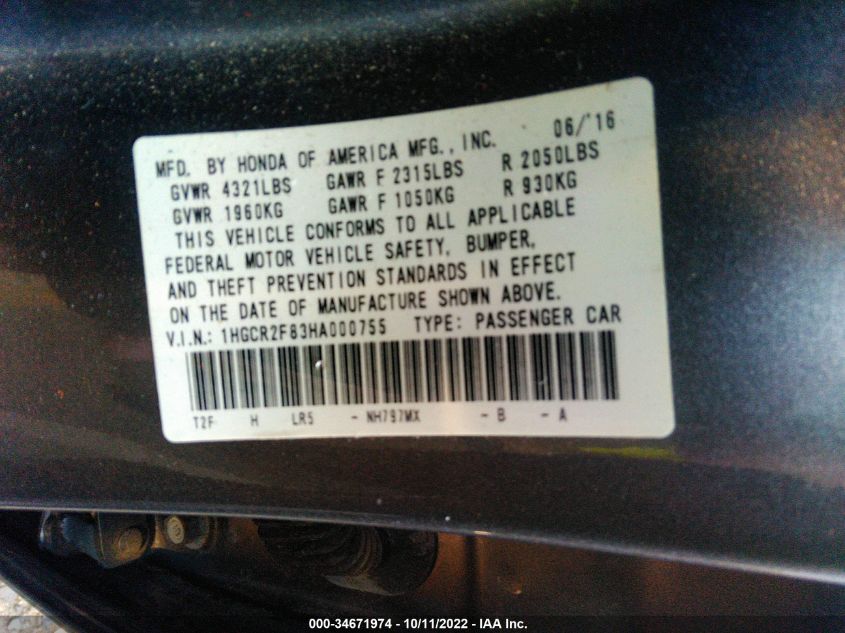 MFD. BY HONDA OF AMERICA MFG., INC. 06/'16
GVWR 4321LBS GAWR F 2315LBS R 2050LBS
GVWR 1960KG GAWR F 1050KG R 930KG
THIS VEHICLE CONFORMS TO ALL APPLICABLE
FEDERAL MOTOR VEHICLE SAFETY, BUMPER,
AND THEFT PREVENTION STANDARDS IN EFFECT
ON THE DATE OF MANUFACTURE SHOWN ABOVE.
V.I.N.: 1HGCR2F83HA000755 TYPE: PASSENGER CAR
T2F H LR5 - NH797MX - B - A
000-34671974 - 10/11/2022 - IAA Inc.